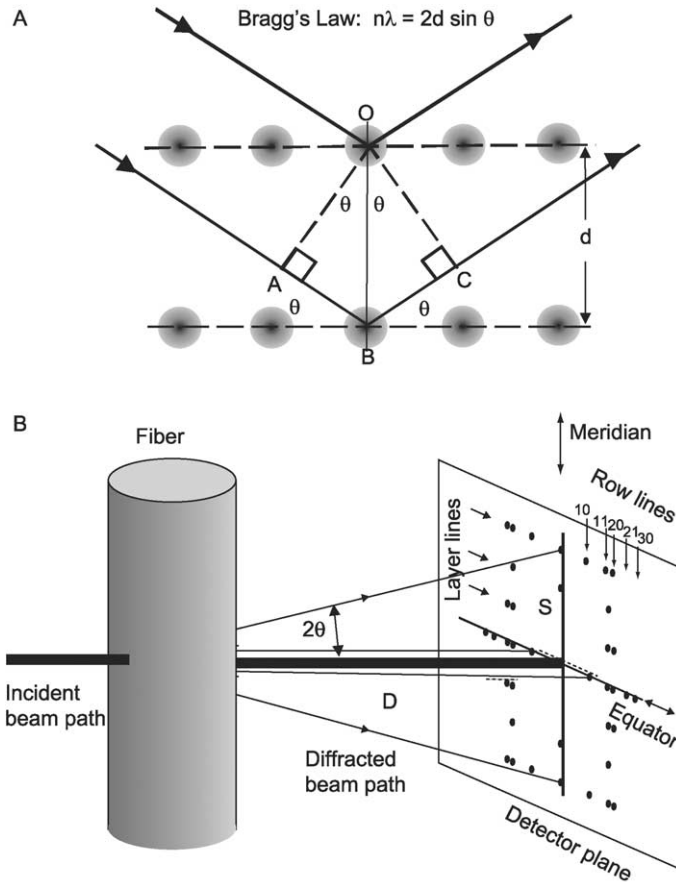 A
Bragg's Law: nλ = 2d sin θ
O
θ θ
d
A
C
θ
θ
B
B
Fiber
Meridian
Row lines
10
11
20
21
30
Layer lines
S
2θ
Incident
beam path
D
Diffracted
beam path
Equator
Detector plane